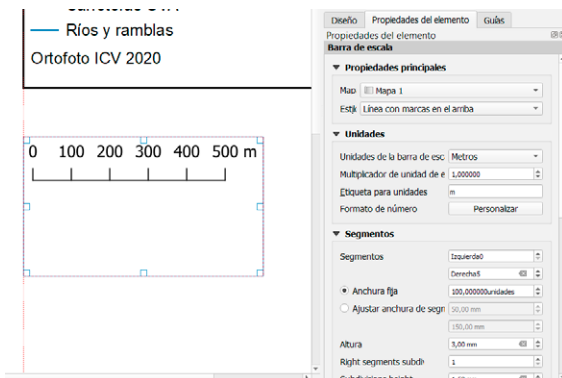 Ríos y ramblas
Ortofoto ICV 2020
0 100 200 300 400 500 m
Diseño Propiedades del elemento Guías
Propiedades del elemento
Barra de escala
Propiedades principales
Map Mapa 1
Estil Línea con marcas en el arriba
Unidades
Unidades de la barra de esc Metros
Multiplicador de unidad de e 1,000000
Etiqueta para unidades m
Formato de número Personalizar
Segmentos
Segmentos Izquierda0
Derecha5
Anchura fija 100,000000unidades
Ajustar anchura de segn 50,00 mm
150,00 mm
Altura 3,00 mm
Right segments subdiv 1